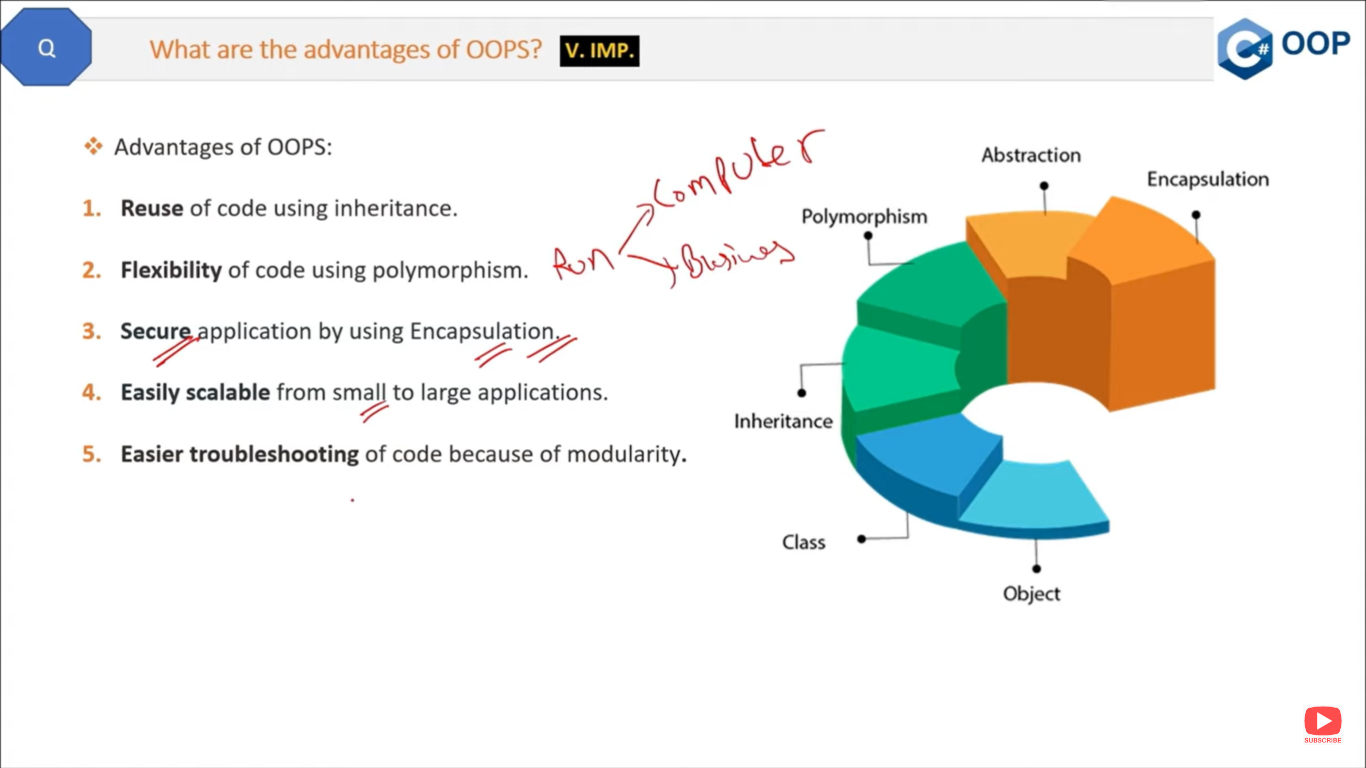 Q
What are the advantages of OOPS? V. IMP.
C# OOP
❖ Advantages of OOPS:
1. Reuse of code using inheritance.
2. Flexibility of code using polymorphism.
3. Secure application by using Encapsulation.
4. Easily scalable from small to large applications.
5. Easier troubleshooting of code because of modularity.
Computer
Run
Busines
Abstraction
Encapsulation
Polymorphism
Inheritance
Class
Object
SUBSCRIBE